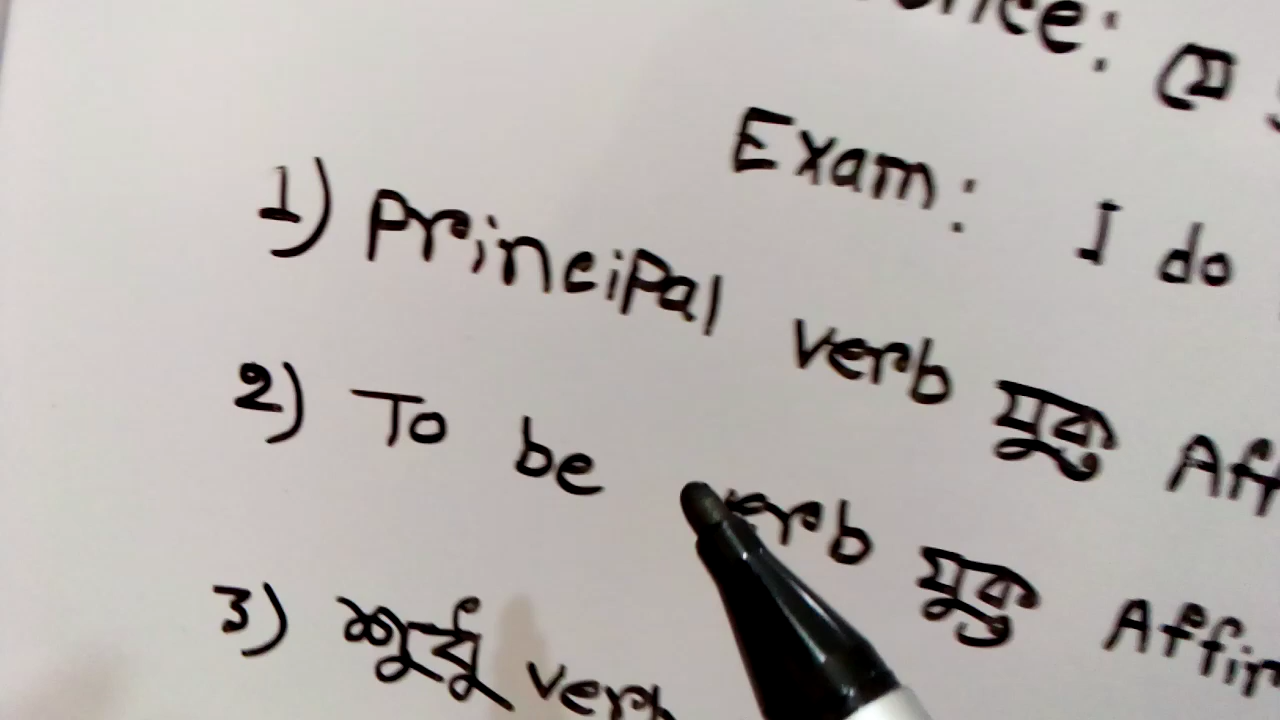 যে
Exam: I do
1) Principal verb যুক্ত Aff
2) To be verb যুক্ত Affir
3) verb